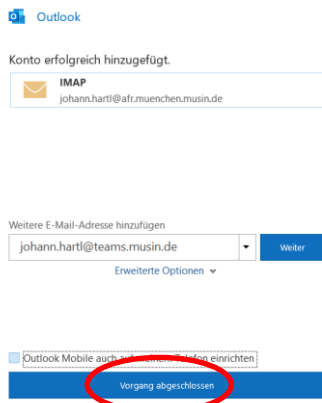 Outlook
Konto erfolgreich hinzugefügt.
IMAP
johann.hartl@afr.muenchen.musin.de
Weitere E-Mail-Adresse hinzufügen
johann.hartl@teams.musin.de
Weiter
Erweiterte Optionen
Outlook Mobile auch auf meinem Telefon einrichten
Vorgang abgeschlossen